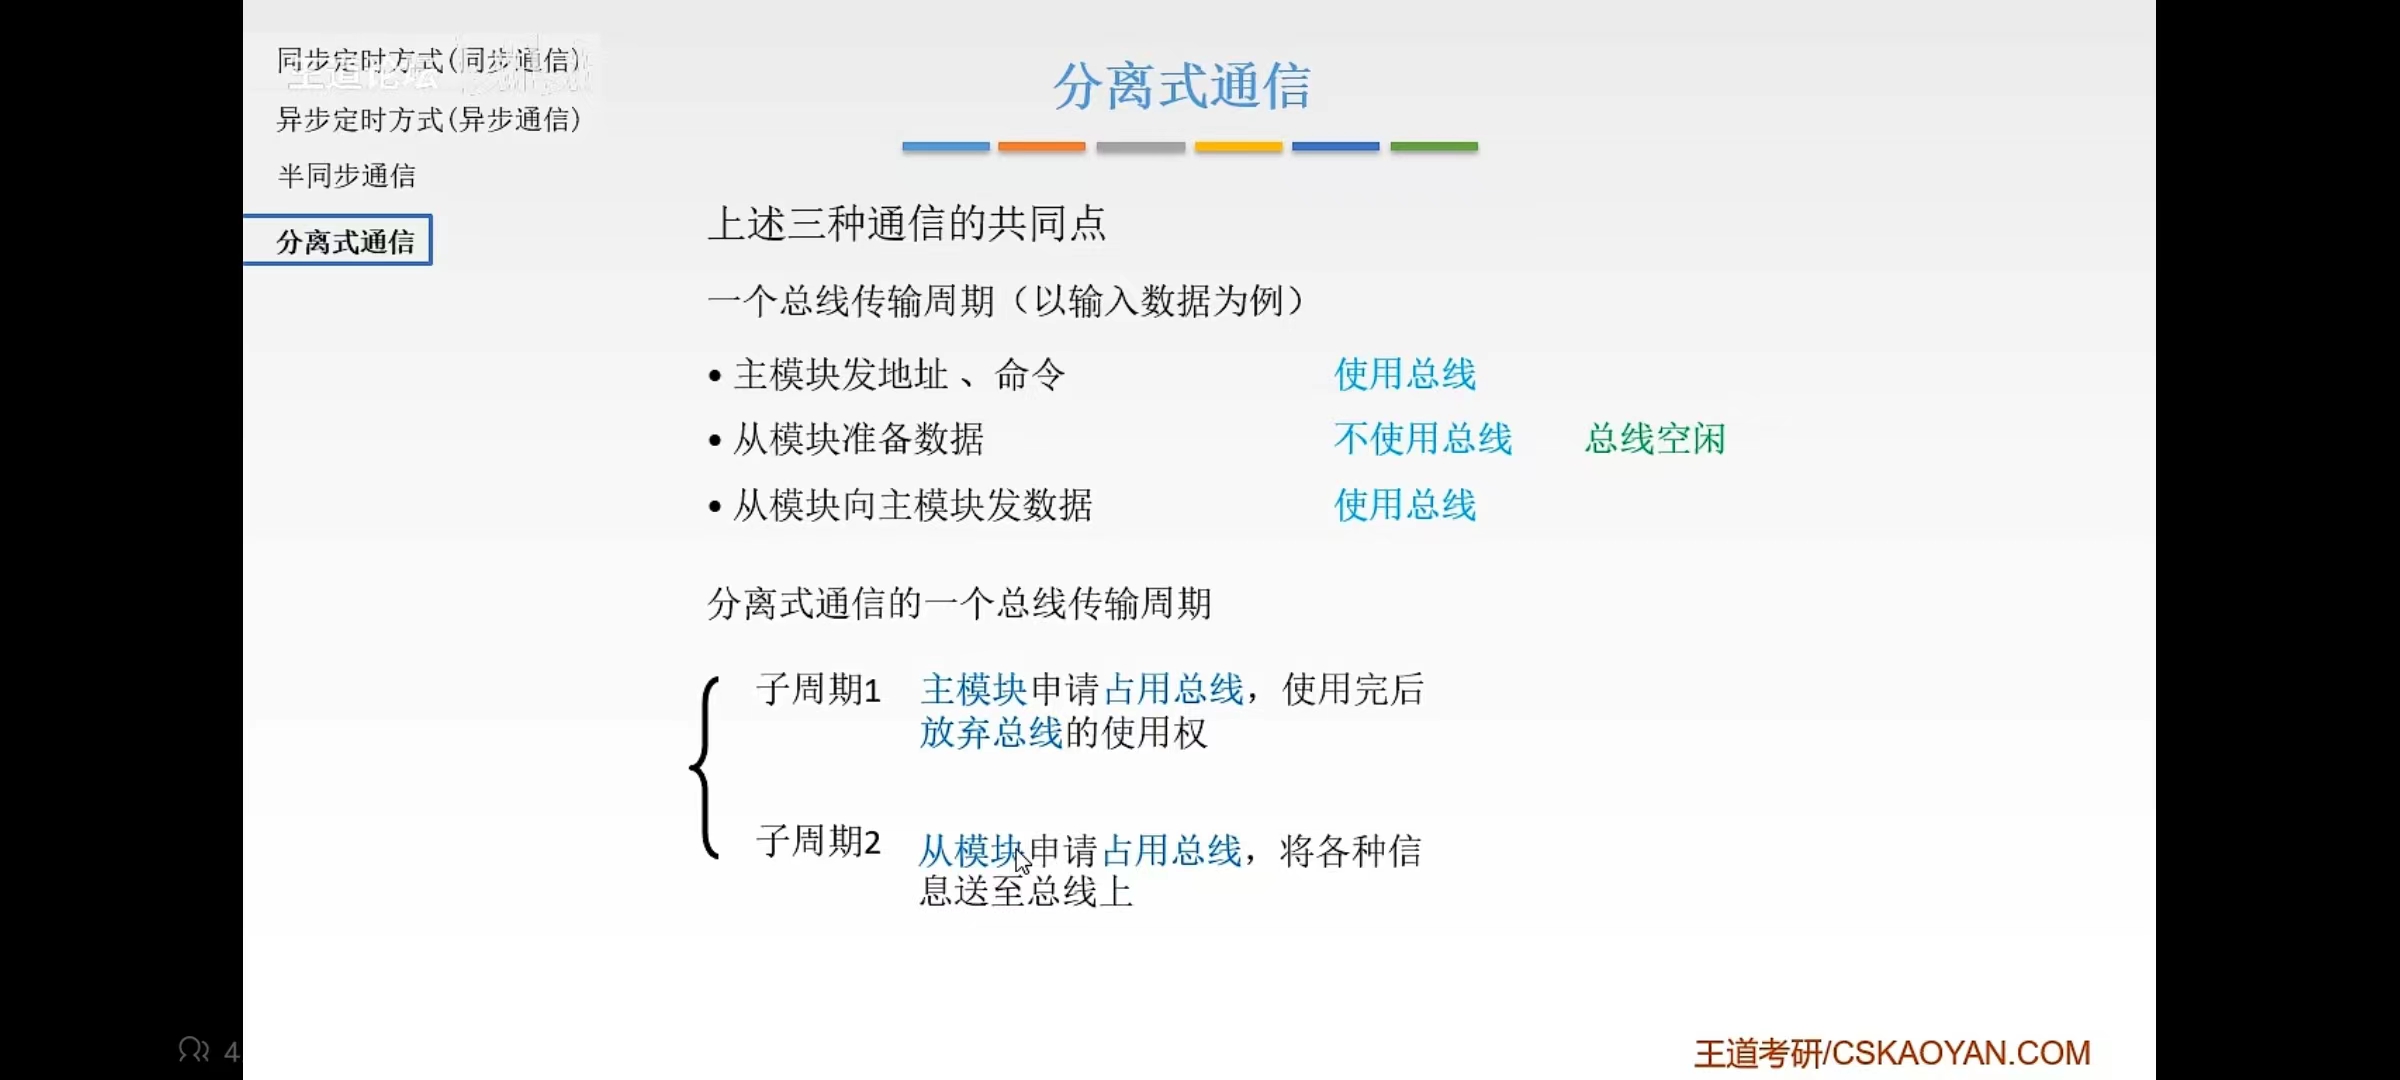 同步定时方式(同步通信)
王道论坛
异步定时方式(异步通信)
半同步通信
分离式通信
分离式通信
上述三种通信的共同点
一个总线传输周期（以输入数据为例）
• 主模块发地址 、命令 使用总线
• 从模块准备数据 不使用总线 总线空闲
• 从模块向主模块发数据 使用总线
分离式通信的一个总线传输周期
子周期1 主模块申请占用总线，使用完后
放弃总线的使用权
子周期2 从模块申请占用总线，将各种信
息送至总线上
4
王道考研/CSKAOYAN.COM